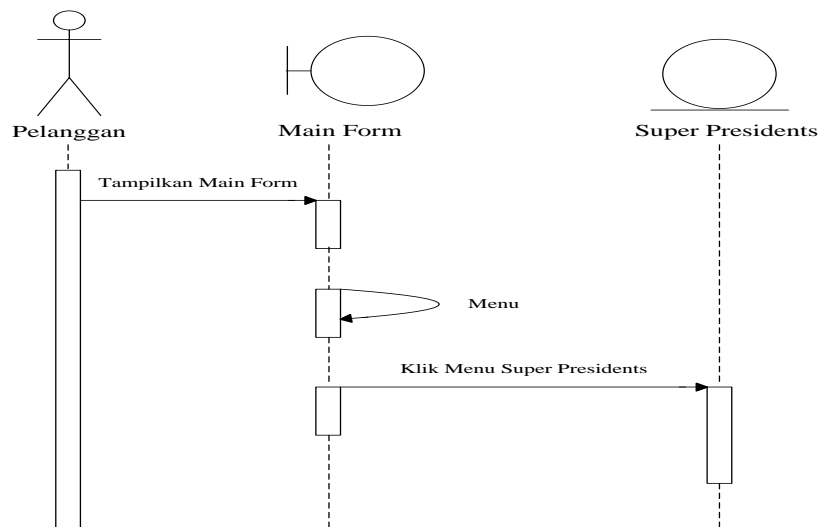 Pelanggan
Main Form
Super Presidents
Tampilkan Main Form
Menu
Klik Menu Super Presidents